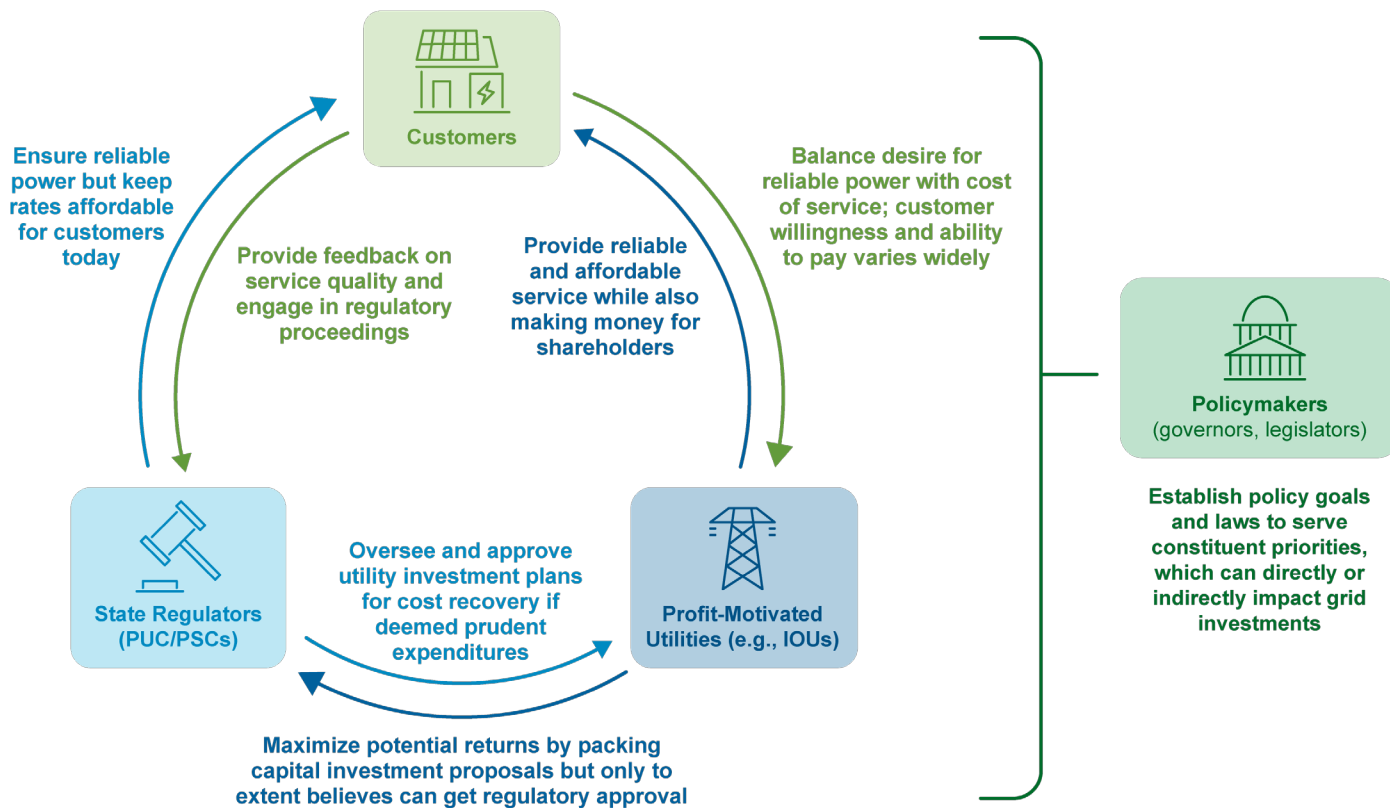 Customers
Ensure reliable
power but keep
rates affordable
for customers
today
Provide feedback on
service quality and
engage in regulatory
proceedings
Provide reliable
and affordable
service while also
making money for
shareholders
Balance desire for
reliable power with cost
of service; customer
willingness and ability
to pay varies widely
State Regulators
(PUC/PSCs)
Oversee and approve
utility investment plans
for cost recovery if
deemed prudent
expenditures
Profit-Motivated
Utilities (e.g., IOUs)
Maximize potential returns by packing
capital investment proposals but only to
extent believes can get regulatory approval
Policymakers
(governors, legislators)
Establish policy goals
and laws to serve
constituent priorities,
which can directly or
indirectly impact grid
investments